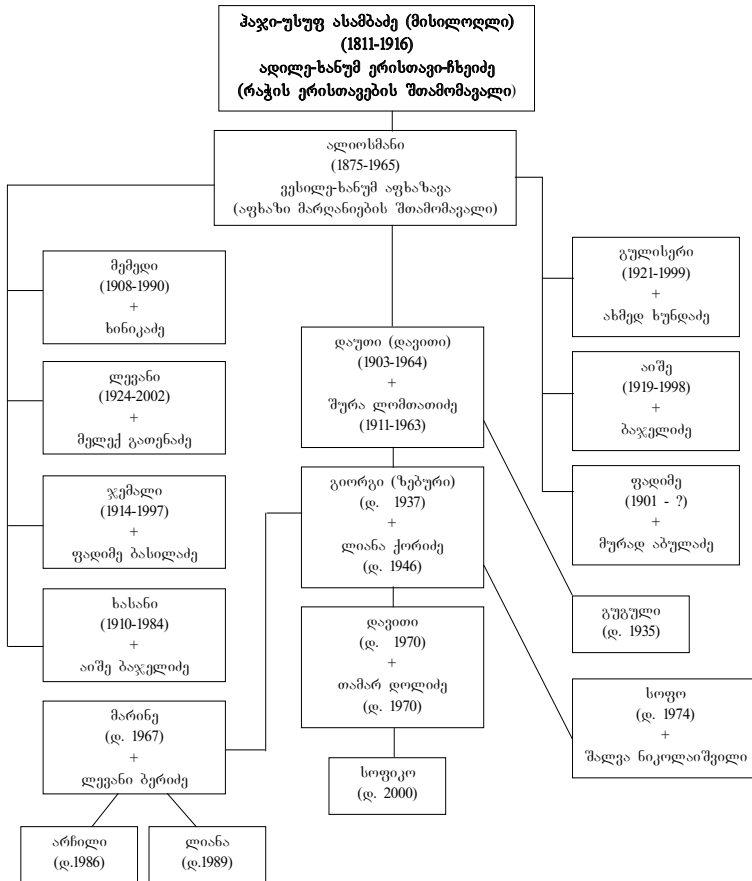 ჰაჯი-უსუფ ასამბაძე (მისილოღლი)
(1811-1916)
ადილე-ხანუმ ერისთავი-ჩხეიძე
(რაჭის ერისთავების შთამომავალი)
ალიოსმანი
(1875-1965)
ვესილე-ხანუმ აფხაზავა
(აფხაზი მარღანიების შთამომავალი)
მემედი
(1908-1990)
+
ხინიკაძე
ლევანი
(1924-2002)
+
მელექ გათენაძე
ჯემალი
(1914-1997)
+
ფადიმე ბასილაძე
ხასანი
(1910-1984)
+
აიშე ბაჯელიძე
დაუთი (დავითი)
(1903-1964)
+
შურა ლომთათიძე
(1911-1963)
გულისერი
(1921-1999)
+
ახმედ ხუნდაძე
აიშე
(1919-1998)
+
ბაჯელიძე
ფადიმე
(1901 - ?)
+
მურად აბულაძე
გიორგი (ზებური)
(დ. 1937)
+
ლიანა ქორიძე
(დ. 1946)
გუგული
(დ. 1935)
მარინე
(დ. 1967)
+
ლევანი ბერიძე
დავითი
(დ. 1970)
+
თამარ დოლიძე
(დ. 1970)
სოფო
(დ. 1974)
+
შალვა ნიკოლაიშვილი
არჩილი
(დ.1986)
ლიანა
(დ.1989)
სოფიკო
(დ. 2000)